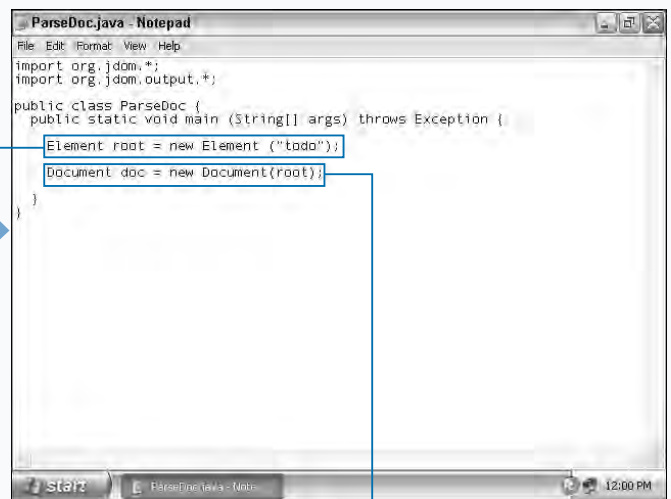 ParseDoc.java - Notepad
File Edit Format View Help
import org.jdom.*;
import org.jdom.output.*;
public class ParseDoc {
public static void main (String[] args) throws Exception {
Element root = new Element ("todo");
Document doc = new Document(root);
}
}
start
ParseDoc.java - Note...
12:00 PM